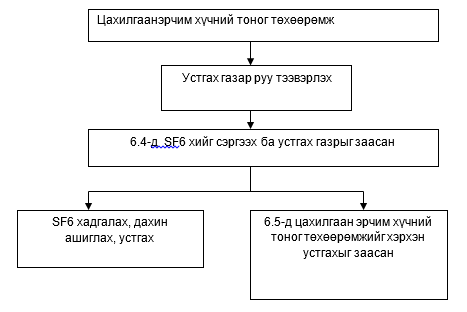 Цахилгаанэрчим хүчний тоног төхөөрөмж
Устгах газар руу тээвэрлэх
6.4-д SF6 хийг сэргээх ба устгах газрыг заасан
SF6 хадгалах, дахин
ашиглах, устгах
6.5-д цахилгаан эрчим хүчний
тоног төхөөрөмжийг хэрхэн
устгахыг заасан